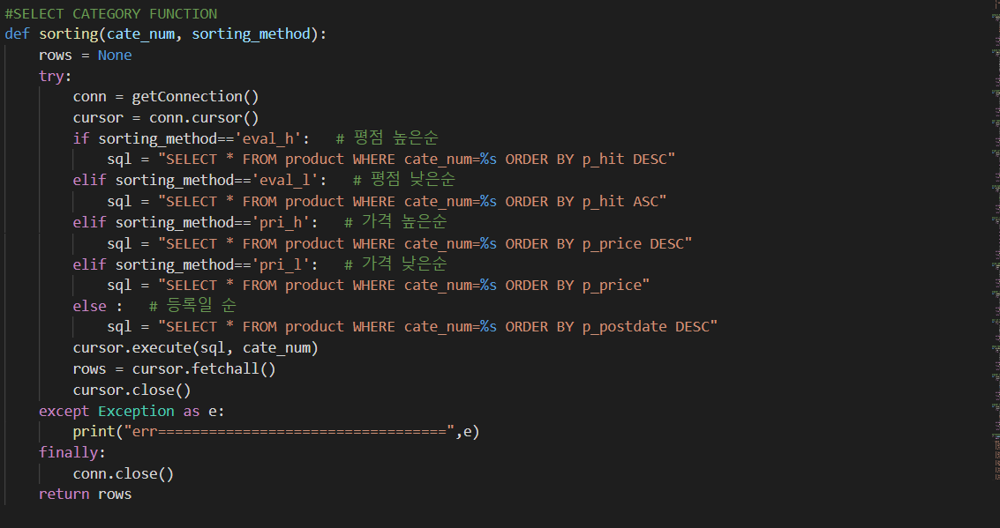 #SELECT CATEGORY FUNCTION
def sorting(cate_num, sorting_method):
    rows = None
    try:
        conn = getConnection()
        cursor = conn.cursor()
        if sorting_method=='eval_h':   # 평점 높은순
            sql = "SELECT * FROM product WHERE cate_num=%s ORDER BY p_hit DESC"
        elif sorting_method=='eval_l':   # 평점 낮은순
            sql = "SELECT * FROM product WHERE cate_num=%s ORDER BY p_hit ASC"
        elif sorting_method=='pri_h':   # 가격 높은순
            sql = "SELECT * FROM product WHERE cate_num=%s ORDER BY p_price DESC"
        elif sorting_method=='pri_l':   # 가격 낮은순
            sql = "SELECT * FROM product WHERE cate_num=%s ORDER BY p_price"
        else :   # 등록일 순
            sql = "SELECT * FROM product WHERE cate_num=%s ORDER BY p_postdate DESC"
        cursor.execute(sql, cate_num)
        rows = cursor.fetchall()
        cursor.close()
    except Exception as e:
        print("err==================================",e)
    finally:
        conn.close()
    return rows